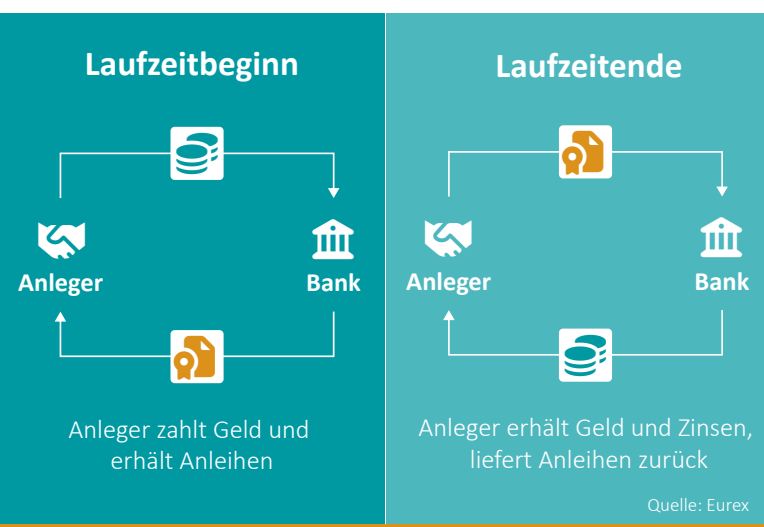 Laufzeitbeginn
Anleger
Bank
Anleger zahlt Geld und
erhält Anleihen
Laufzeitende
Anleger
Bank
Anleger erhält Geld und Zinsen,
liefert Anleihen zurück
Quelle: Eurex